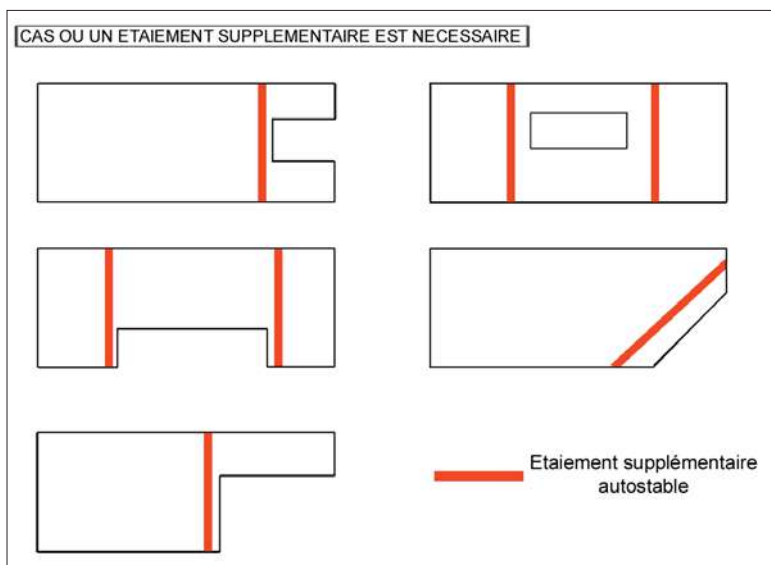 CAS OU UN ETAIEMENT SUPPLEMENTAIRE EST NECESSAIRE
Etaiement supplémentaire
autostable